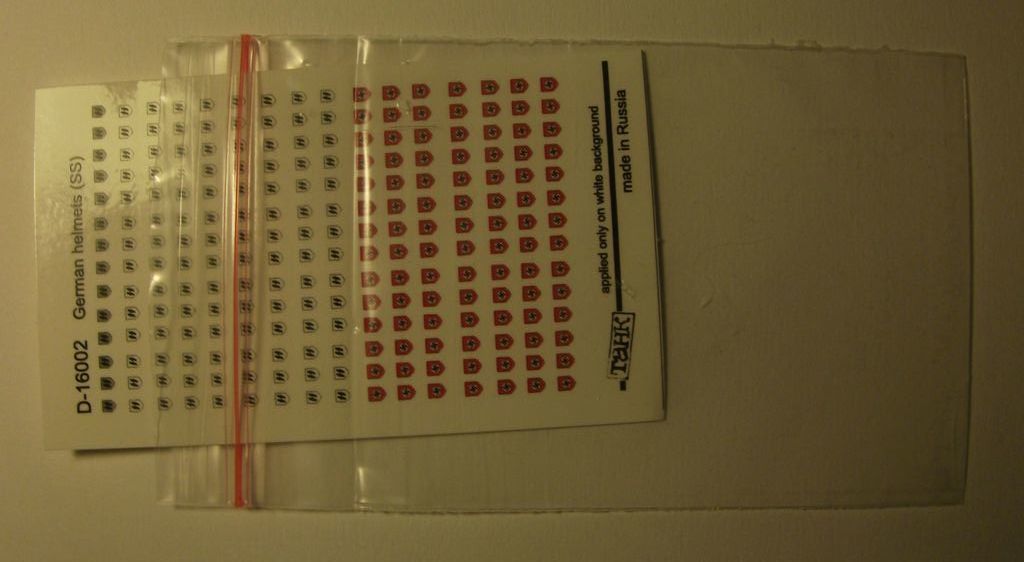 D-16002 German helmets (SS)
applied only on white background
made in Russia
Танк